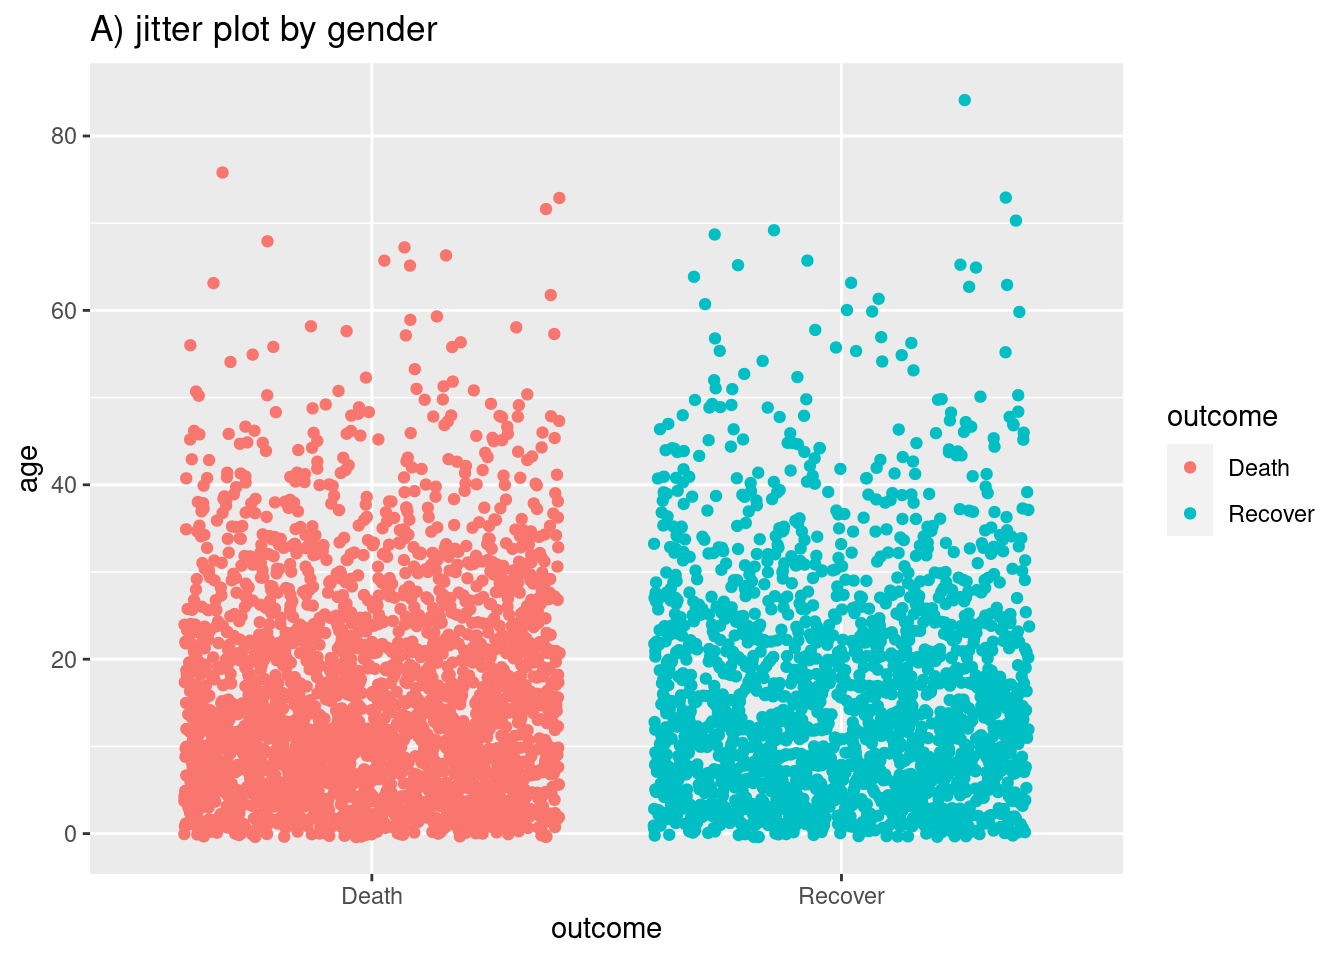 A) jitter plot by gender
age
80
60
40
20
0
Death
Recover
outcome
outcome
Death
Recover